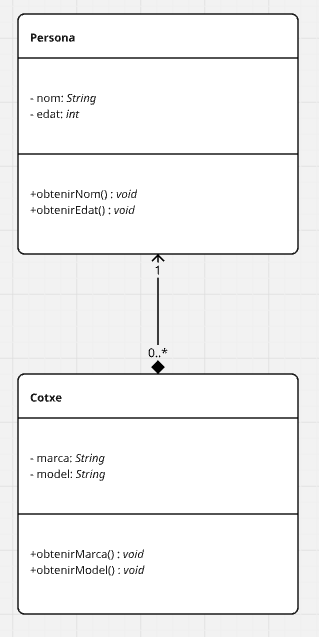 Persona
- nom: String
- edat: int
+obtenirNom() : void
+obtenirEdat() : void
1
0..*
Cotxe
- marca: String
- model: String
+obtenirMarca() : void
+obtenirModel() : void